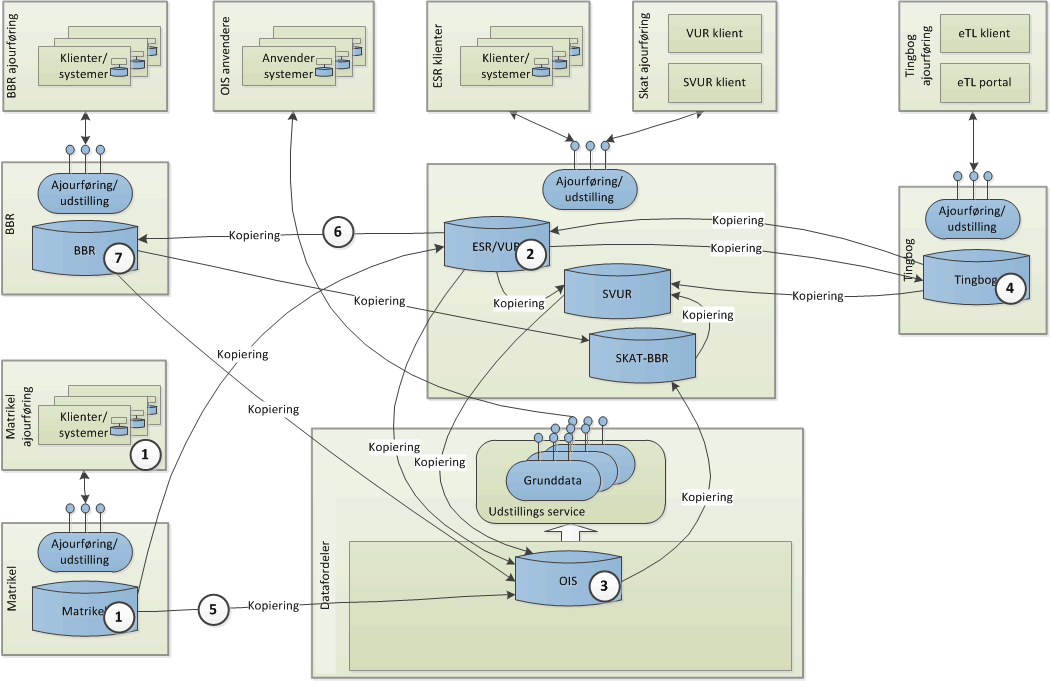 BBR ajourføring
Klienter/
systemer
OIS anvendere
Anvender
systemer
ESR klienter
Klienter/
systemer
Skat ajourføring
VUR klient
SVUR klient
Tingbog
ajourføring
eTL klient
eTL portal
BBR
Ajourføring/
udstilling
BBR
7
Kopiering
6
Ajourføring/
udstilling
ESR/VUR
2
Kopiering
SVUR
Kopiering
SKAT-BBR
Kopiering
Kopiering
Kopiering
Kopiering
Tingbog
Ajourføring/
udstilling
Tingbog
4
Kopiering
Kopiering
Matrikel
ajourføring
Klienter/
systemer
1
Kopiering
Kopiering
Kopiering
Kopiering
Matrikel
Ajourføring/
udstilling
Matrikel
1
5
Kopiering
Datafordeler
Grunddata
Udstillings service
OIS
3